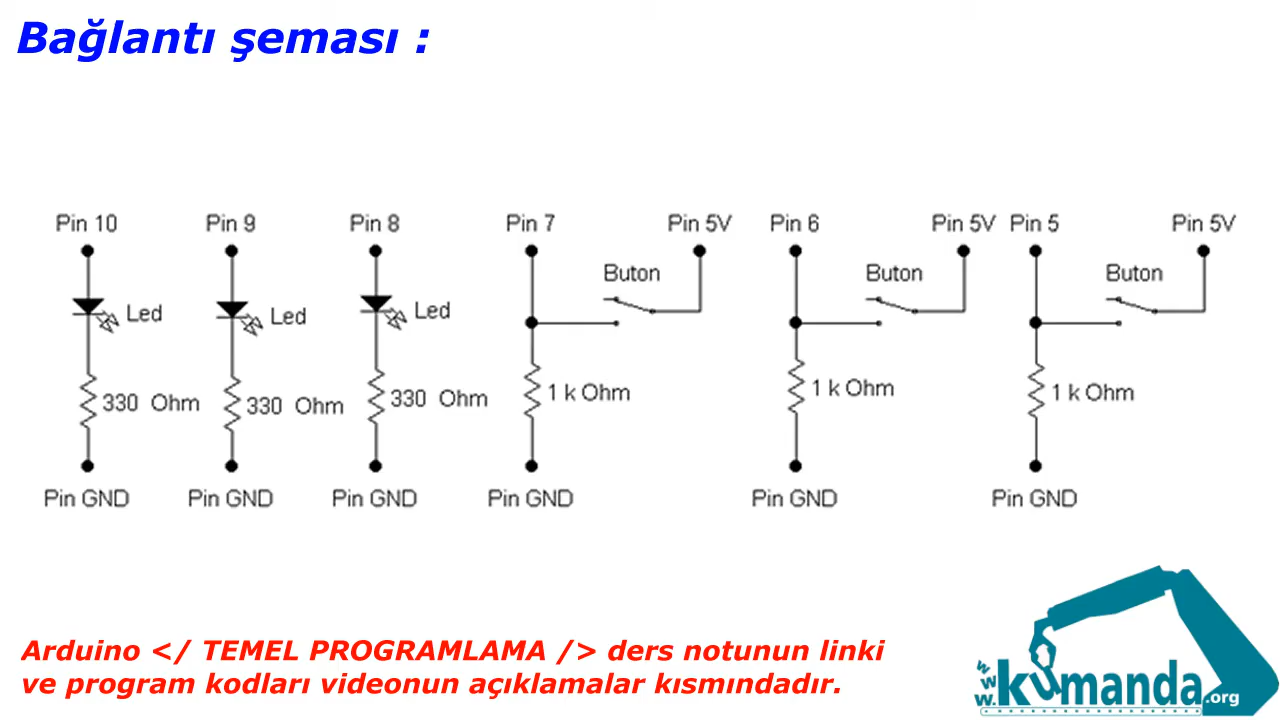 Bağlantı şeması :
Pin 10 Pin 9 Pin 8 Pin 7 Pin 5V Pin 6 Pin 5V Pin 5 Pin 5V
Buton Buton Buton
Led Led Led
330 Ohm 330 Ohm 330 Ohm 1 k Ohm 1 k Ohm 1 k Ohm
Pin GND Pin GND Pin GND Pin GND Pin GND Pin GND
Arduino </ TEMEL PROGRAMLAMA /> ders notunun linki
ve program kodları videonun açıklamalar kısmındadır.
www.kumanda.org